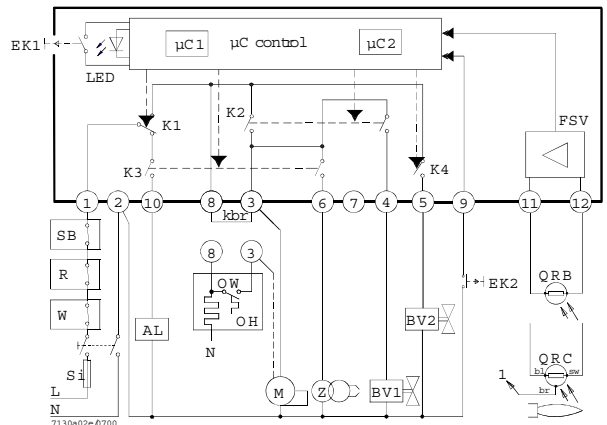 µC1 µC control µC2
EK1
LED
FSV
K1 K2
K3 K4
1 2 10 8 3 6 7 4 5 9 11 12
kbr
SB
8 3
R
EK2
QRB
OW
W
OH
BV2
AL
QRC
N
bl sw
Si
1
br
L
M Z BV1
N
7130a02e/0700